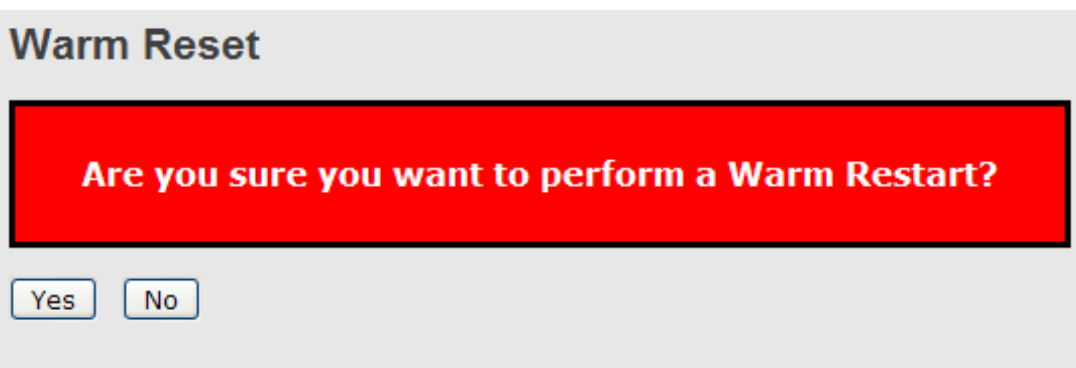 Warm Reset
Are you sure you want to perform a Warm Restart?
Yes No